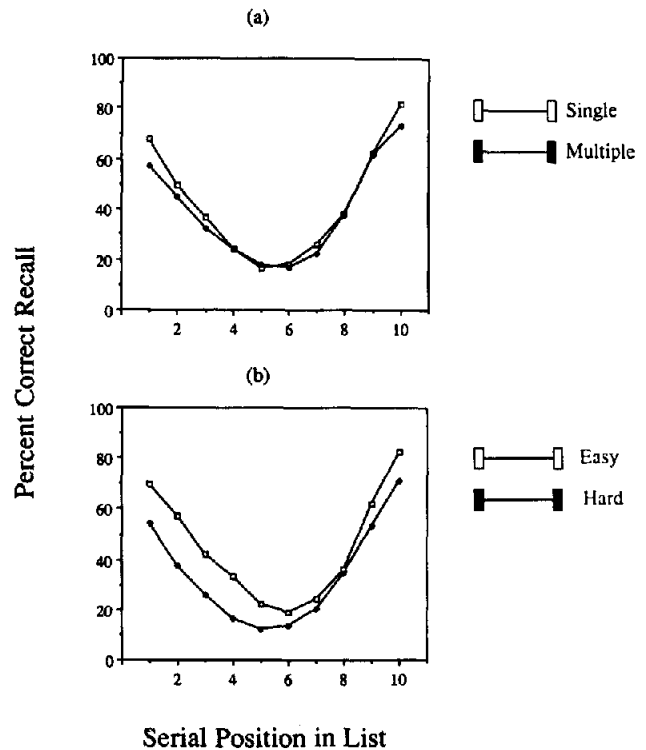 (a)
100
80
60
40
20
0
2 4 6 8 10
Single
Multiple
Percent Correct Recall
(b)
100
80
60
40
20
0
2 4 6 8 10
Easy
Hard
Serial Position in List